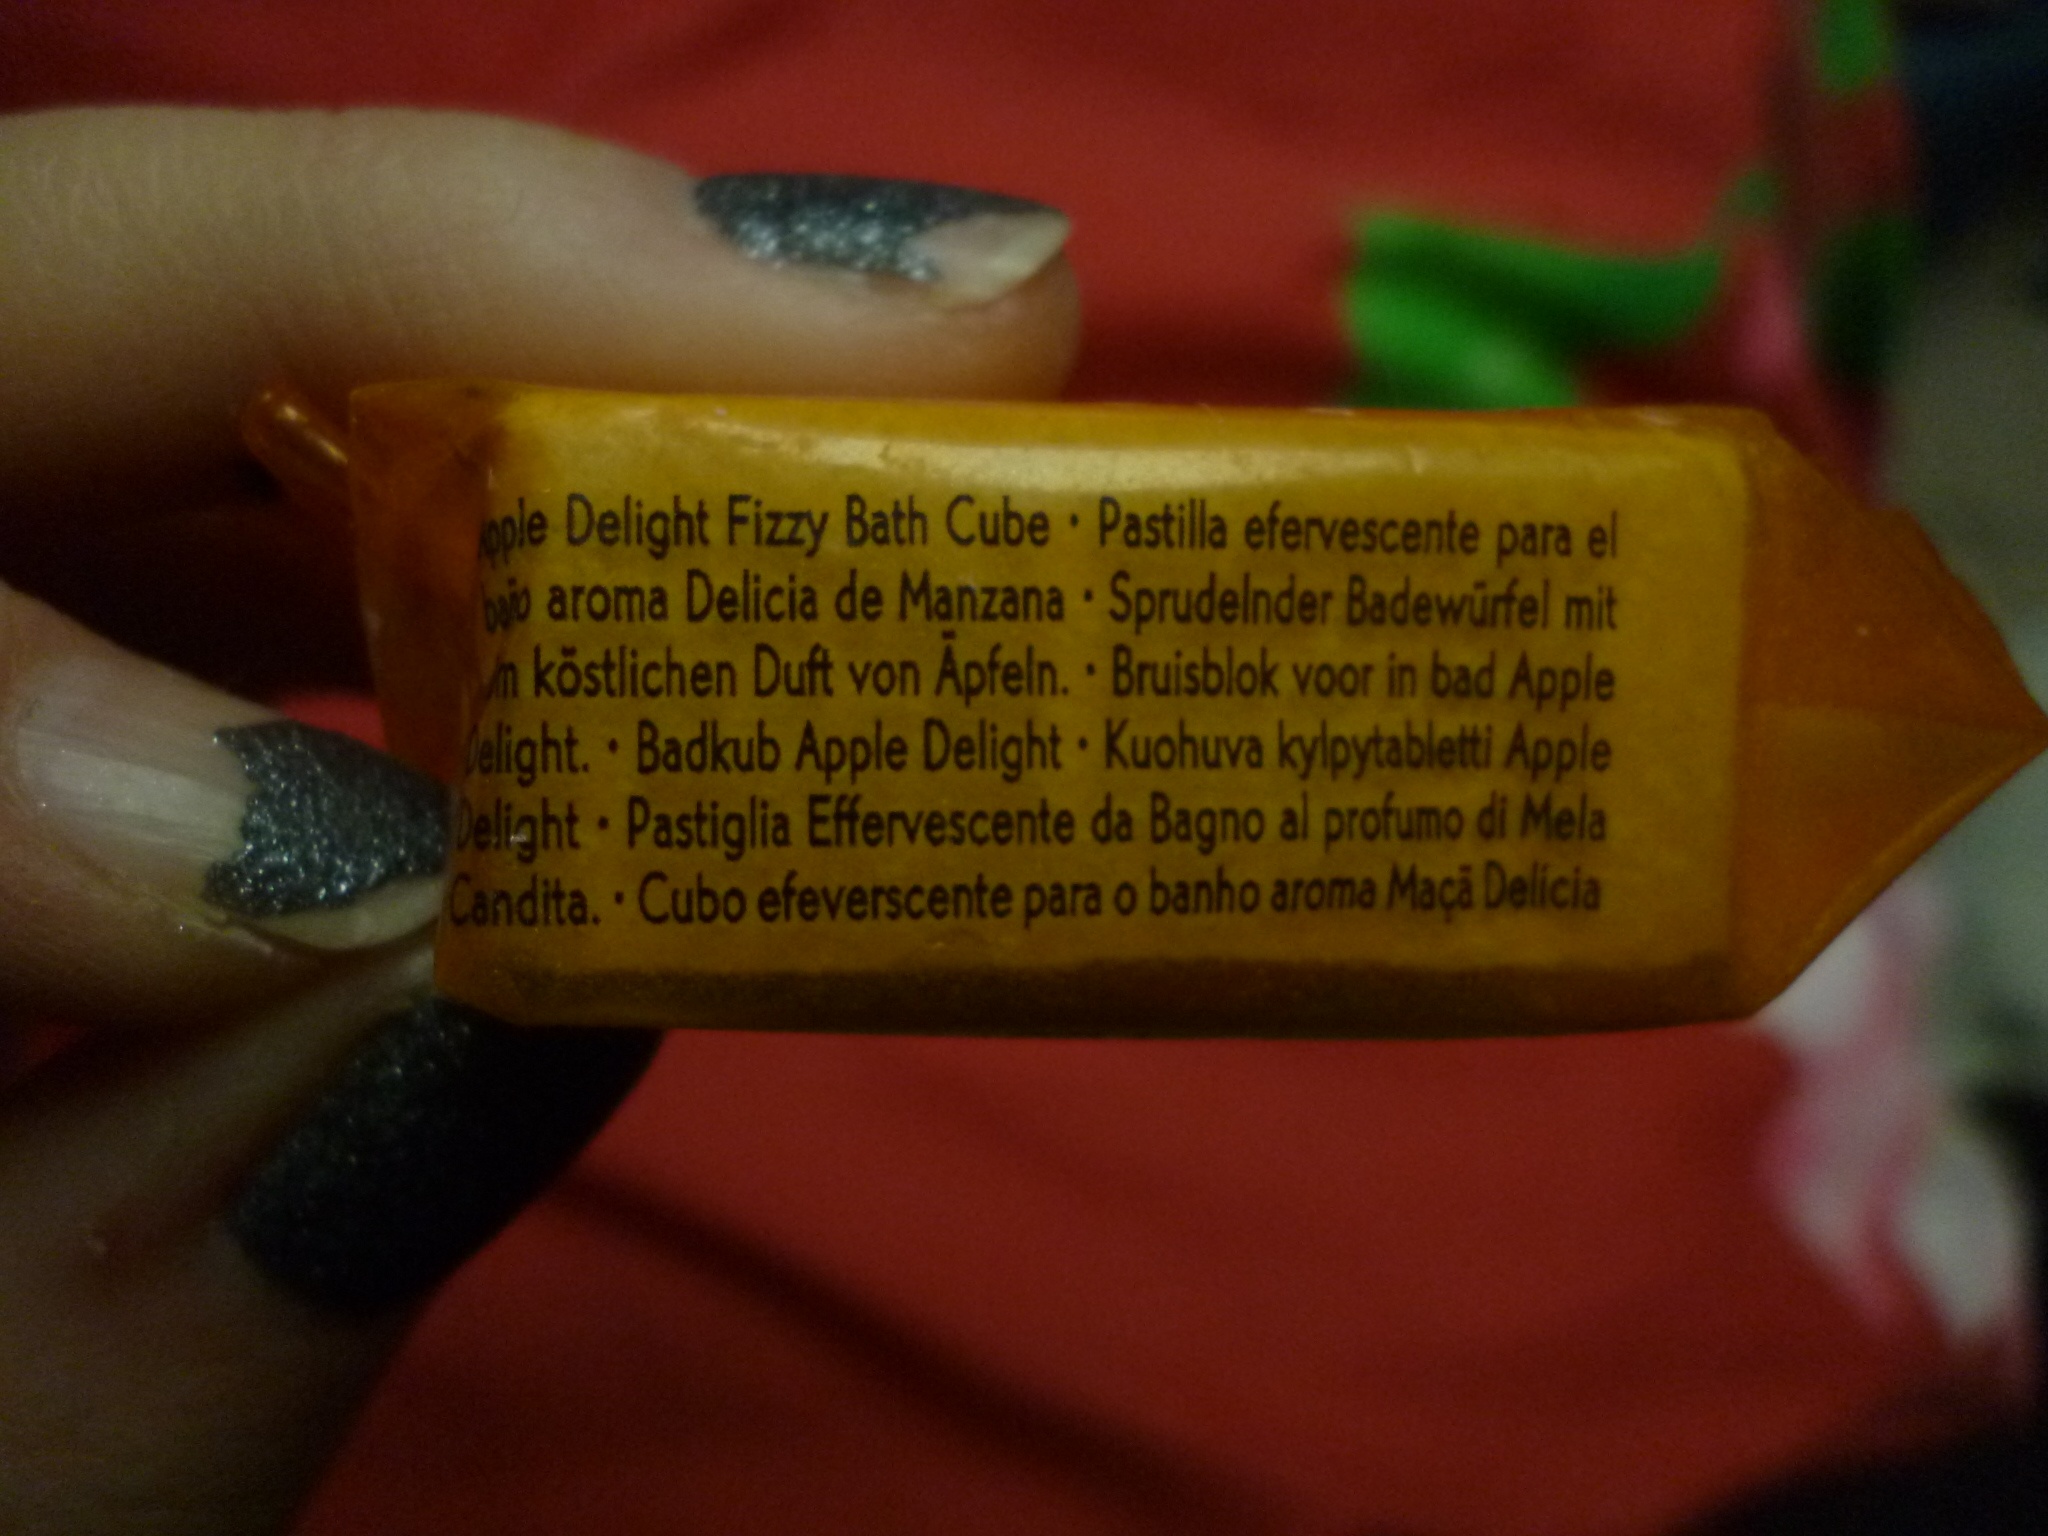 Apple Delight Fizzy Bath Cube · Pastilla efervescente para el
baño aroma Delicia de Manzana · Sprudelnder Badewürfel mit
köstlichen Duft von Äpfeln. · Bruisblok voor in bad Apple
Delight. · Badkub Apple Delight · Kuohuva kylpytabletti Apple
Delight · Pastiglia Effervescente da Bagno al profumo di Mela
Candita. · Cubo efeverscente para o banho aroma Maçã Delícia